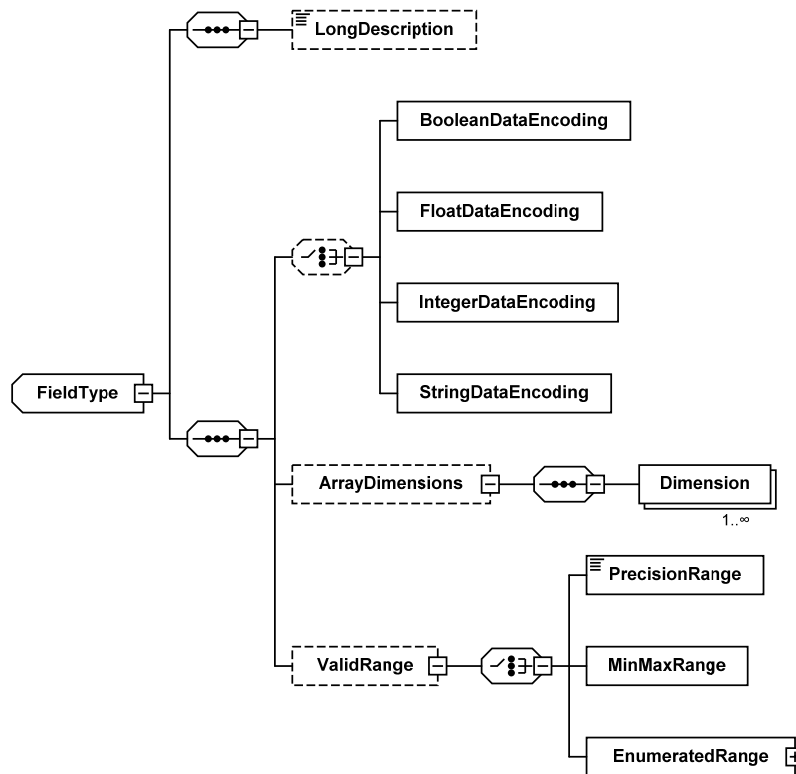 LongDescription
BooleanDataEncoding
FloatDataEncoding
IntegerDataEncoding
FieldType
StringDataEncoding
ArrayDimensions
Dimension
1..∞
PrecisionRange
ValidRange
MinMaxRange
EnumeratedRange